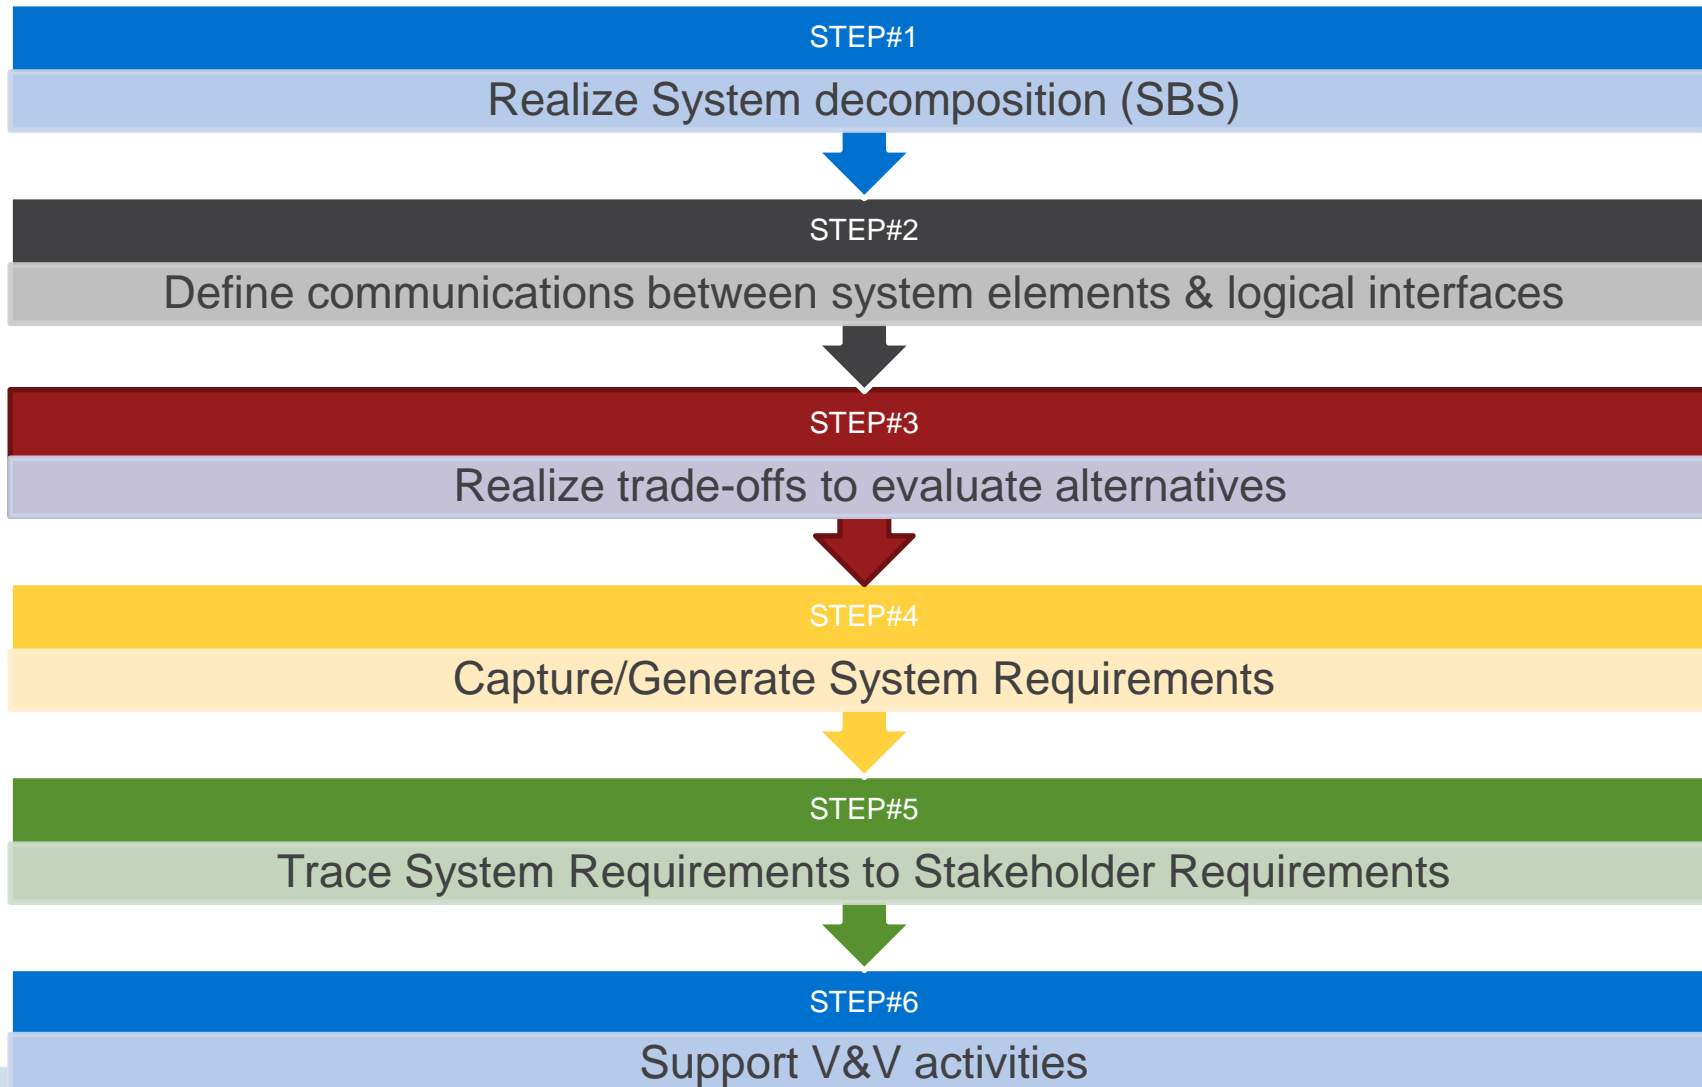 STEP#1
Realize System decomposition (SBS)
STEP#2
Define communications between system elements & logical interfaces
STEP#3
Realize trade-offs to evaluate alternatives
STEP#4
Capture/Generate System Requirements
STEP#5
Trace System Requirements to Stakeholder Requirements
STEP#6
Support V&V activities